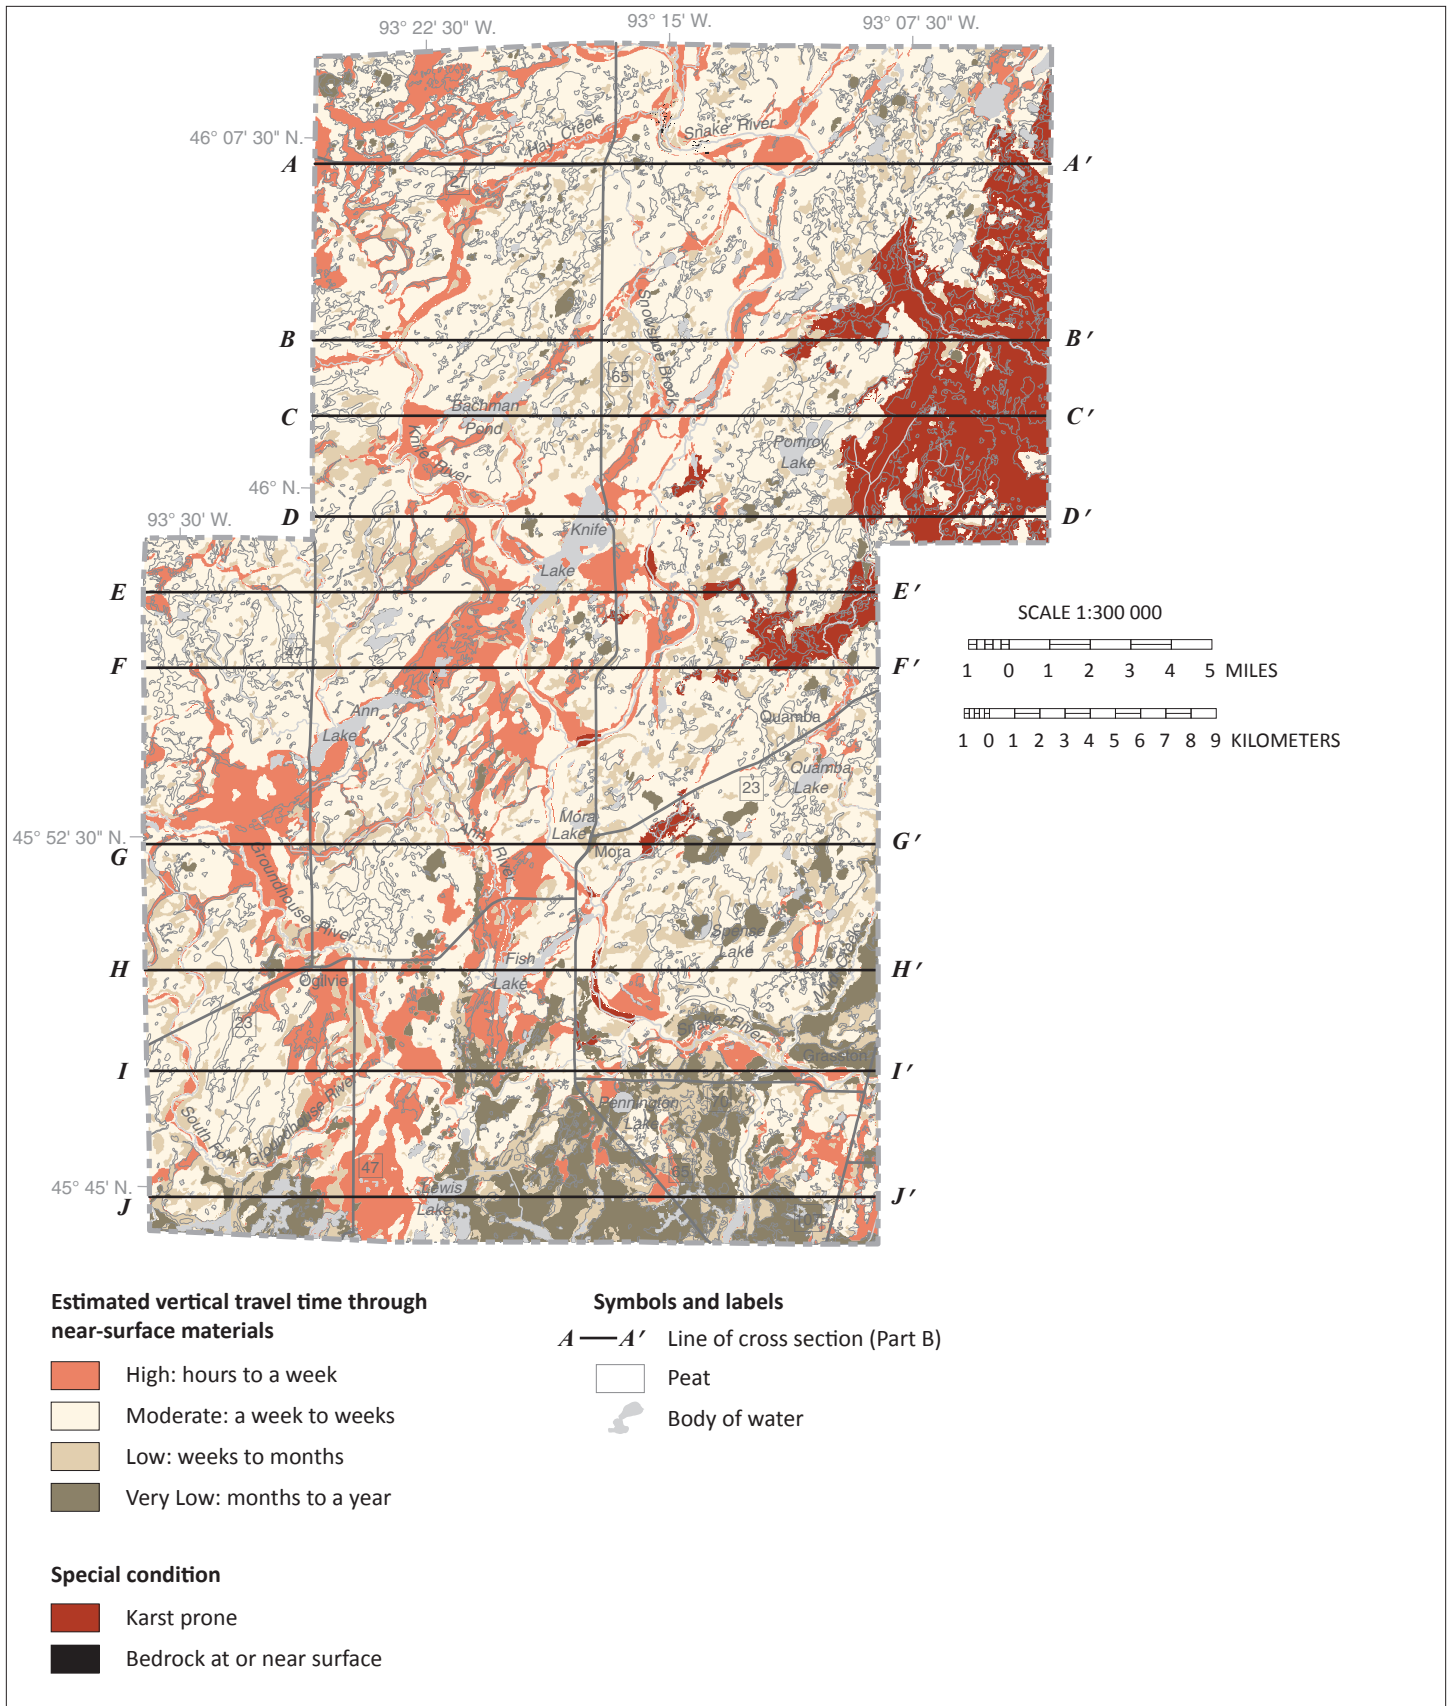 93° 22' 30" W.
93° 15' W.
93° 07' 30" W.
46° 07' 30" N.
Hay Creek
Snake River
A
A'
27
Snowshoe Brook
B
B'
65
Bachman
Pond
C
C'
Knife River
Pomroy
Lake
46° N.
D
D'
93° 30' W.
Knife
Lake
E
E'
SCALE 1:300 000
1 0 1 2 3 4 5 MILES
1 0 1 2 3 4 5 6 7 8 9 KILOMETERS
47
F
F'
Ann
Lake
Quamba
Quamba
Lake
23
Mora
Lake
45° 52' 30" N.
Ann River
Mora
G
G'
Groundhouse River
Spense
Lake
Mud Creek
Fish
Lake
H
H'
Ogilvie
23
Snake River
Grasston
I
I'
Pennington
Lake
70
South Fork Groundhouse River
47
65
45° 45' N.
Lewis
Lake
J
J'
107
Estimated vertical travel time through
near-surface materials
High: hours to a week
Moderate: a week to weeks
Low: weeks to months
Very Low: months to a year
Special condition
Karst prone
Bedrock at or near surface
Symbols and labels
A — A' Line of cross section (Part B)
Peat
Body of water